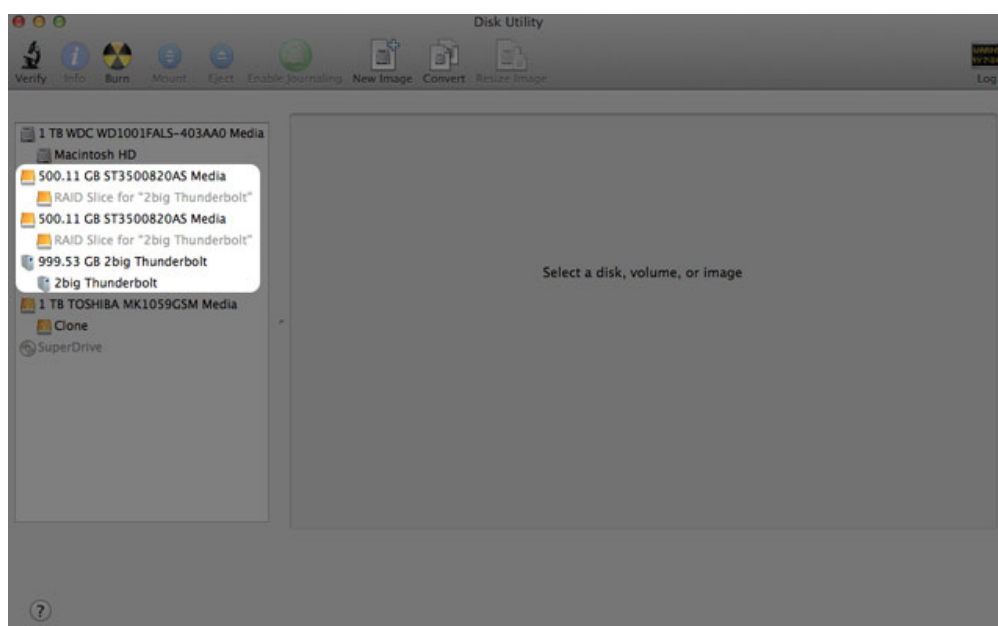 Disk Utility
Verify Info Burn Mount Eject Enable Journaling New Image Convert Resize Image Log
1 TB WDC WD1001FALS-403AA0 Media
Macintosh HD
500.11 GB ST3500820AS Media
RAID Slice for "2big Thunderbolt"
500.11 GB ST3500820AS Media
RAID Slice for "2big Thunderbolt"
999.53 GB 2big Thunderbolt
2big Thunderbolt
Select a disk, volume, or image
1 TB TOSHIBA MK1059GSM Media
Clone
SuperDrive
?